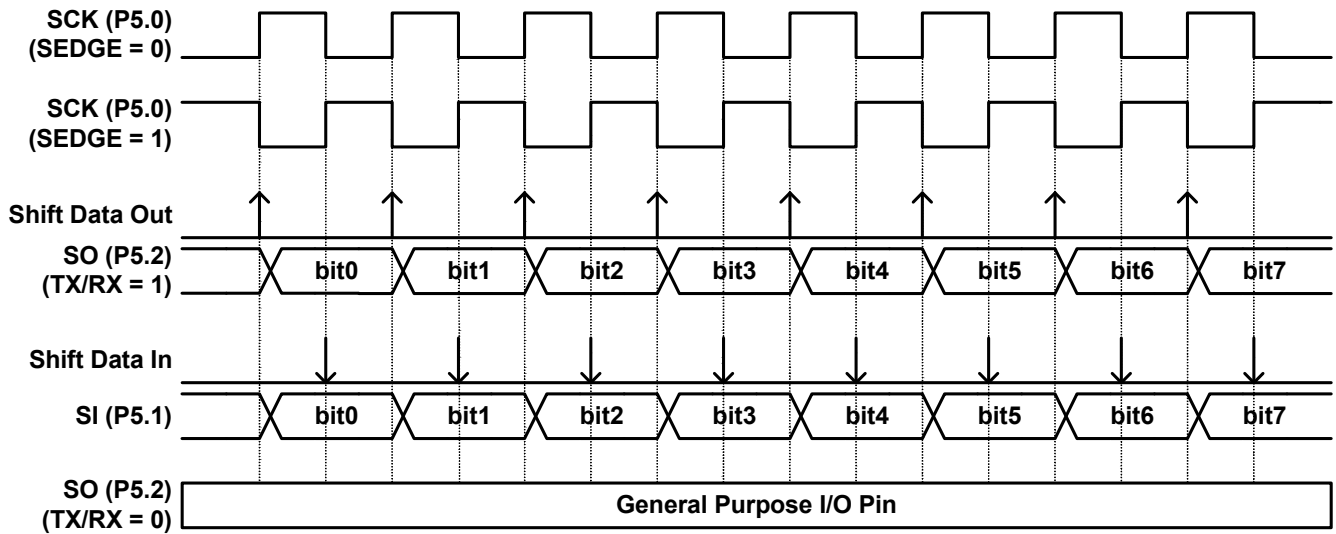 SCK (P5.0)
(SEDGE = 0)
SCK (P5.0)
(SEDGE = 1)
Shift Data Out
SO (P5.2)
(TX/RX = 1)
bit0 bit1 bit2 bit3 bit4 bit5 bit6 bit7
Shift Data In
SI (P5.1)
bit0 bit1 bit2 bit3 bit4 bit5 bit6 bit7
SO (P5.2)
(TX/RX = 0)
General Purpose I/O Pin